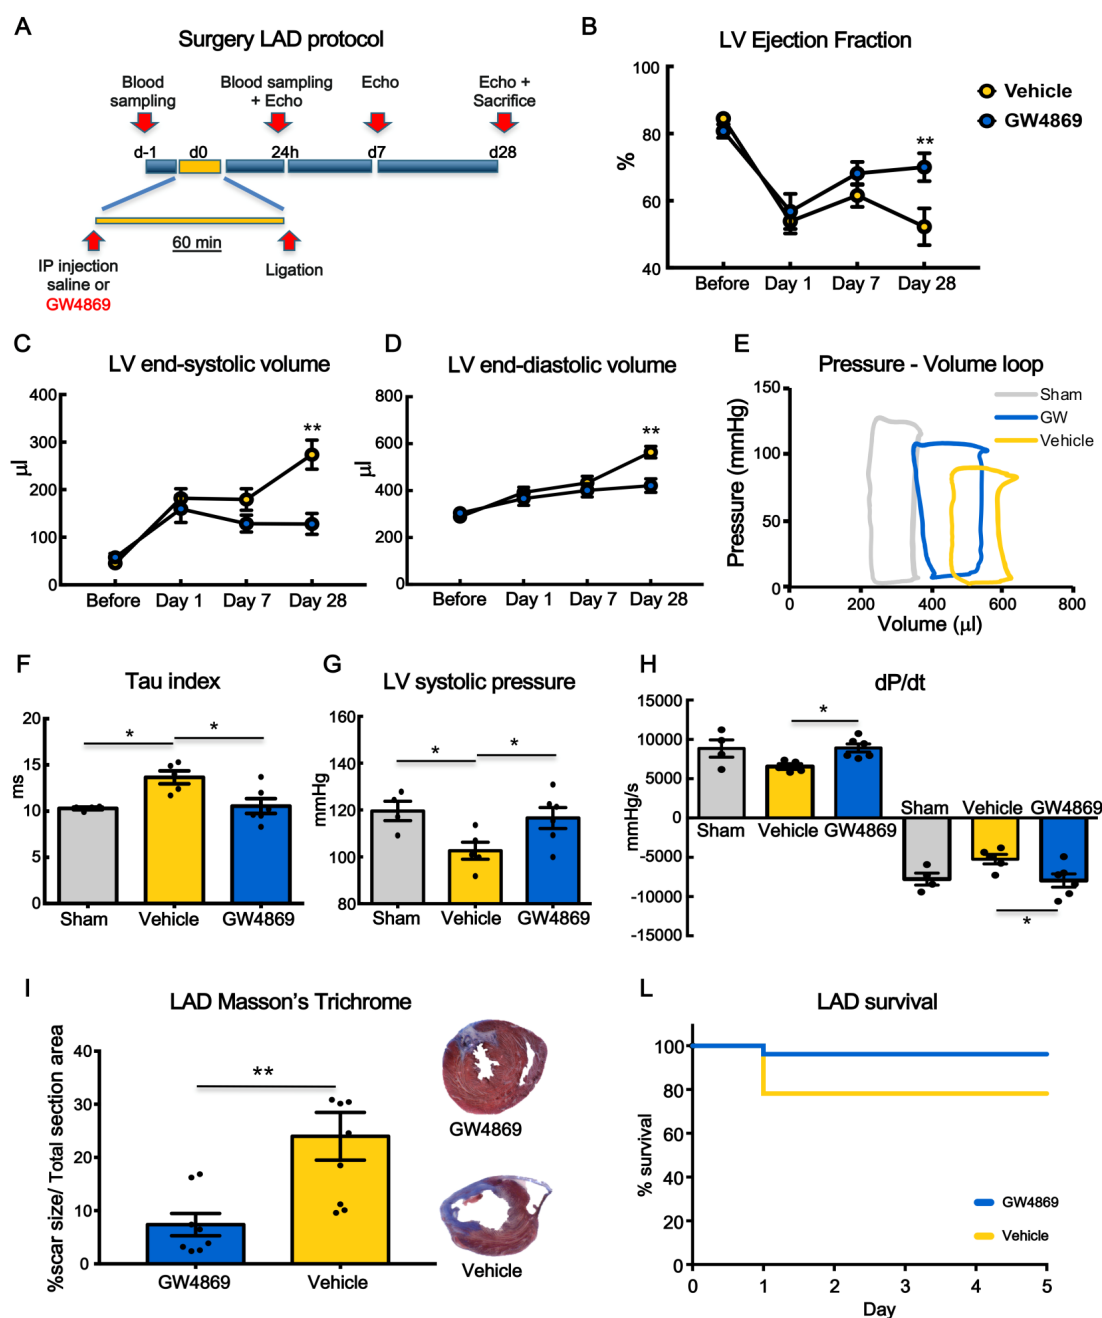 A
Surgery LAD protocol
Blood
sampling
Blood sampling
+ Echo
Echo
Echo +
Sacrifice
d-1
d0
24h
d7
d28
60 min
IP injection
saline or
GW4869
Ligation
B
LV Ejection Fraction
100
80
60
40
%
Before
Day 1
Day 7
Day 28
**
Vehicle
GW4869
C
LV end-systolic volume
400
300
200
100
0
µl
**
Before
Day 1
Day 7
Day 28
D
LV end-diastolic volume
800
600
400
200
0
µl
**
Before
Day 1
Day 7
Day 28
E
Pressure - Volume loop
150
100
50
0
Pressure (mmHg)
Sham
GW
Vehicle
0
200
400
600
800
Volume (µl)
F
Tau index
20
15
10
5
0
ms
*
*
Sham
Vehicle
GW4869
G
LV systolic pressure
160
140
120
100
80
mmHg
*
*
Sham
Vehicle
GW4869
H
dP/dt
15000
10000
5000
0
-5000
-10000
-15000
mmHg/s
*
Sham
Vehicle
GW4869
Sham
Vehicle
GW4869
*
I
LAD Masson's Trichrome
40
30
20
10
0
%scar size/ Total section area
**
GW4869
Vehicle
GW4869
Vehicle
L
LAD survival
100
80
60
40
20
0
% survival
GW4869
Vehicle
0
1
2
3
4
5
Day